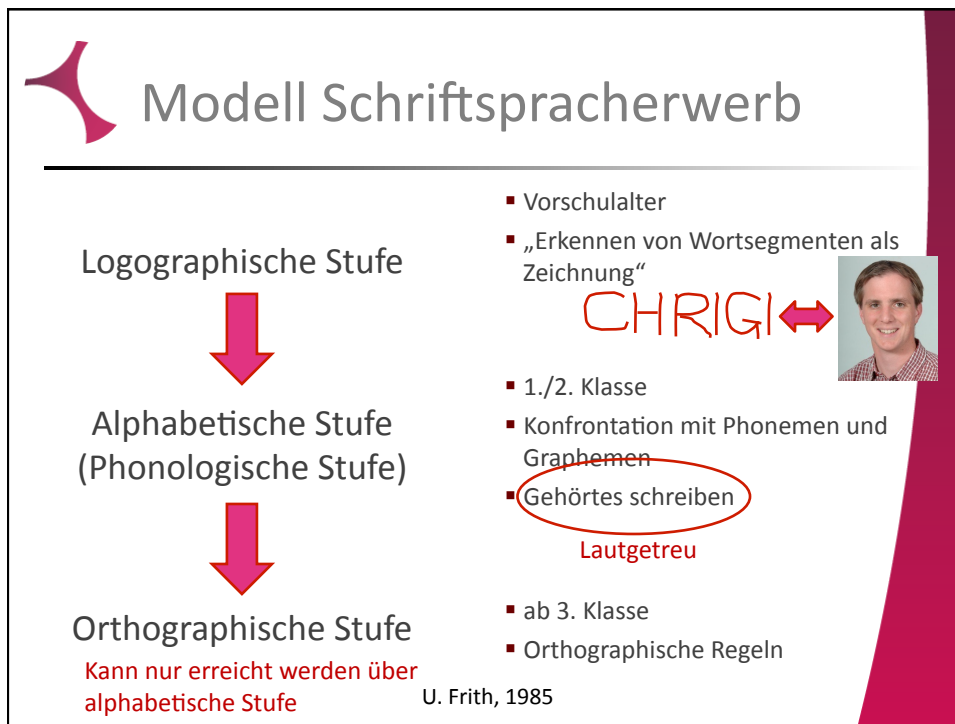 Modell Schriftspracherwerb
Logographische Stufe
▪ Vorschulalter
▪ „Erkennen von Wortsegmenten als
Zeichnung“
CHRIGI
Alphabetische Stufe
(Phonologische Stufe)
▪ 1./2. Klasse
▪ Konfrontation mit Phonemen und
Graphemen
▪ Gehörtes schreiben
Lautgetreu
Orthographische Stufe
Kann nur erreicht werden über
alphabetische Stufe
▪ ab 3. Klasse
▪ Orthographische Regeln
U. Frith, 1985